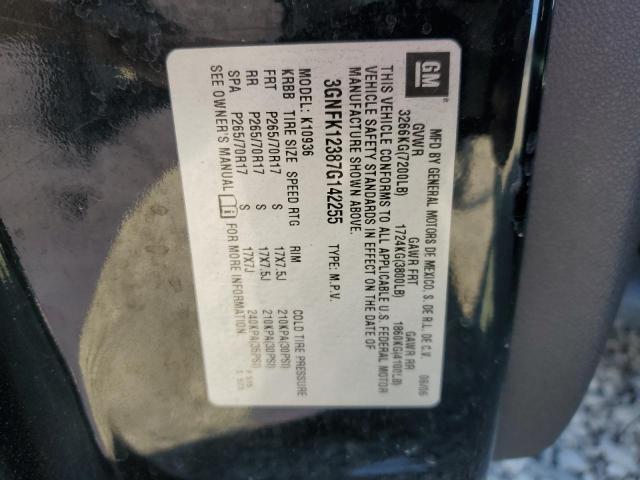 GM
MFD BY GENERAL MOTORS DE MEXICO, S. DE R.L. DE C.V. 06/06
GVWR GAWR FRT GAWR RR
3266KG(7200LB) 1724KG(3800LB) 1860KG(4100LB)
THIS VEHICLE CONFORMS TO ALL APPLICABLE U.S. FEDERAL MOTOR
VEHICLE SAFETY STANDARDS IN EFFECT ON THE DATE OF
MANUFACTURE SHOWN ABOVE.
3GNFK12387G142255 TYPE: M.P.V.
MODEL: K10936
KRBB TIRE SIZE SPEED RTG RIM COLD TIRE PRESSURE
FRT P265/70R17 S 17X7.5J 210KPA(30PSI)
RR P265/70R17 S 17X7.5J 210KPA(30PSI)
SPA P265/70R17 S 17X7J 240KPA(35PSI)
SEE OWNER'S MANUAL FOR MORE INFORMATION.